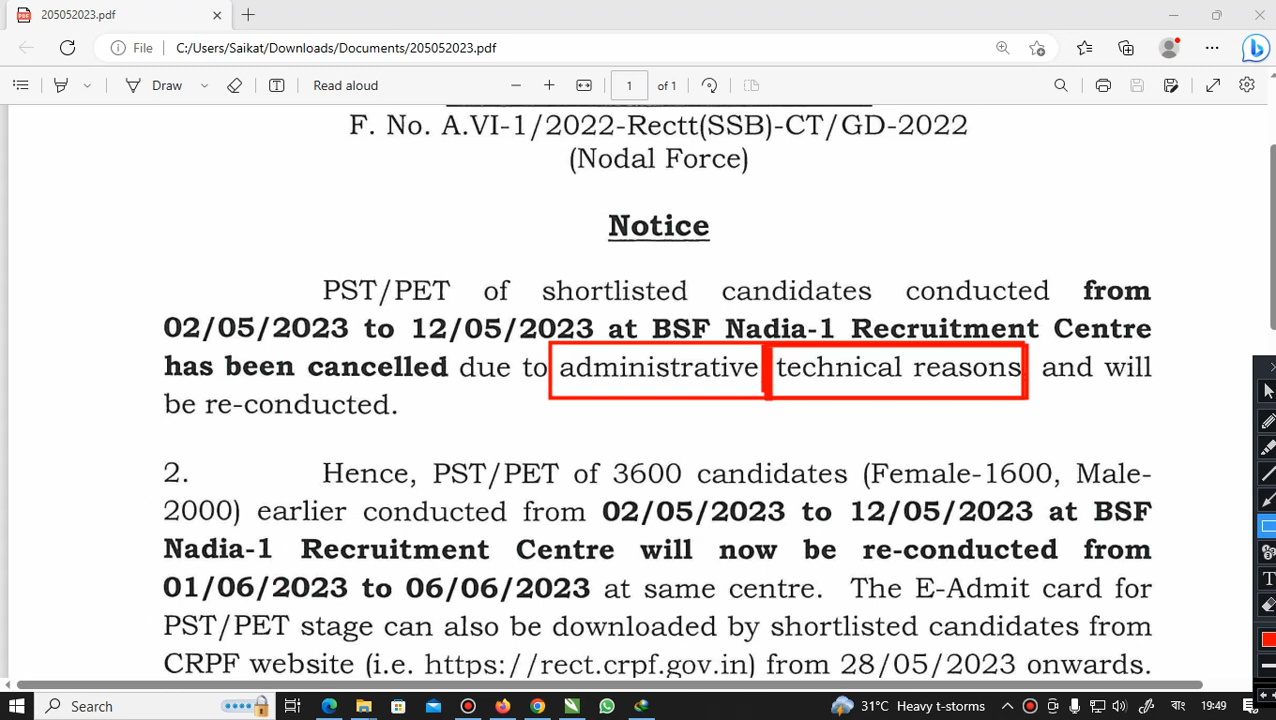 205052023.pdf
File
C:/Users/Saikat/Downloads/Documents/205052023.pdf
Draw
Read aloud
1
of 1
F. No. A.VI-1/2022-Rectt(SSB)-CT/GD-2022
(Nodal Force)
Notice
PST/PET of shortlisted candidates conducted from
02/05/2023 to 12/05/2023 at BSF Nadia-1 Recruitment Centre
has been cancelled due to administrative technical reasons and will
be re-conducted.
2. Hence, PST/PET of 3600 candidates (Female-1600, Male-
2000) earlier conducted from 02/05/2023 to 12/05/2023 at BSF
Nadia-1 Recruitment Centre will now be re-conducted from
01/06/2023 to 06/06/2023 at same centre. The E-Admit card for
PST/PET stage can also be downloaded by shortlisted candidates from
CRPF website (i.e. https://rect.crpf.gov.in) from 28/05/2023 onwards.
Search
31°C Heavy t-storms
বাং
19:49